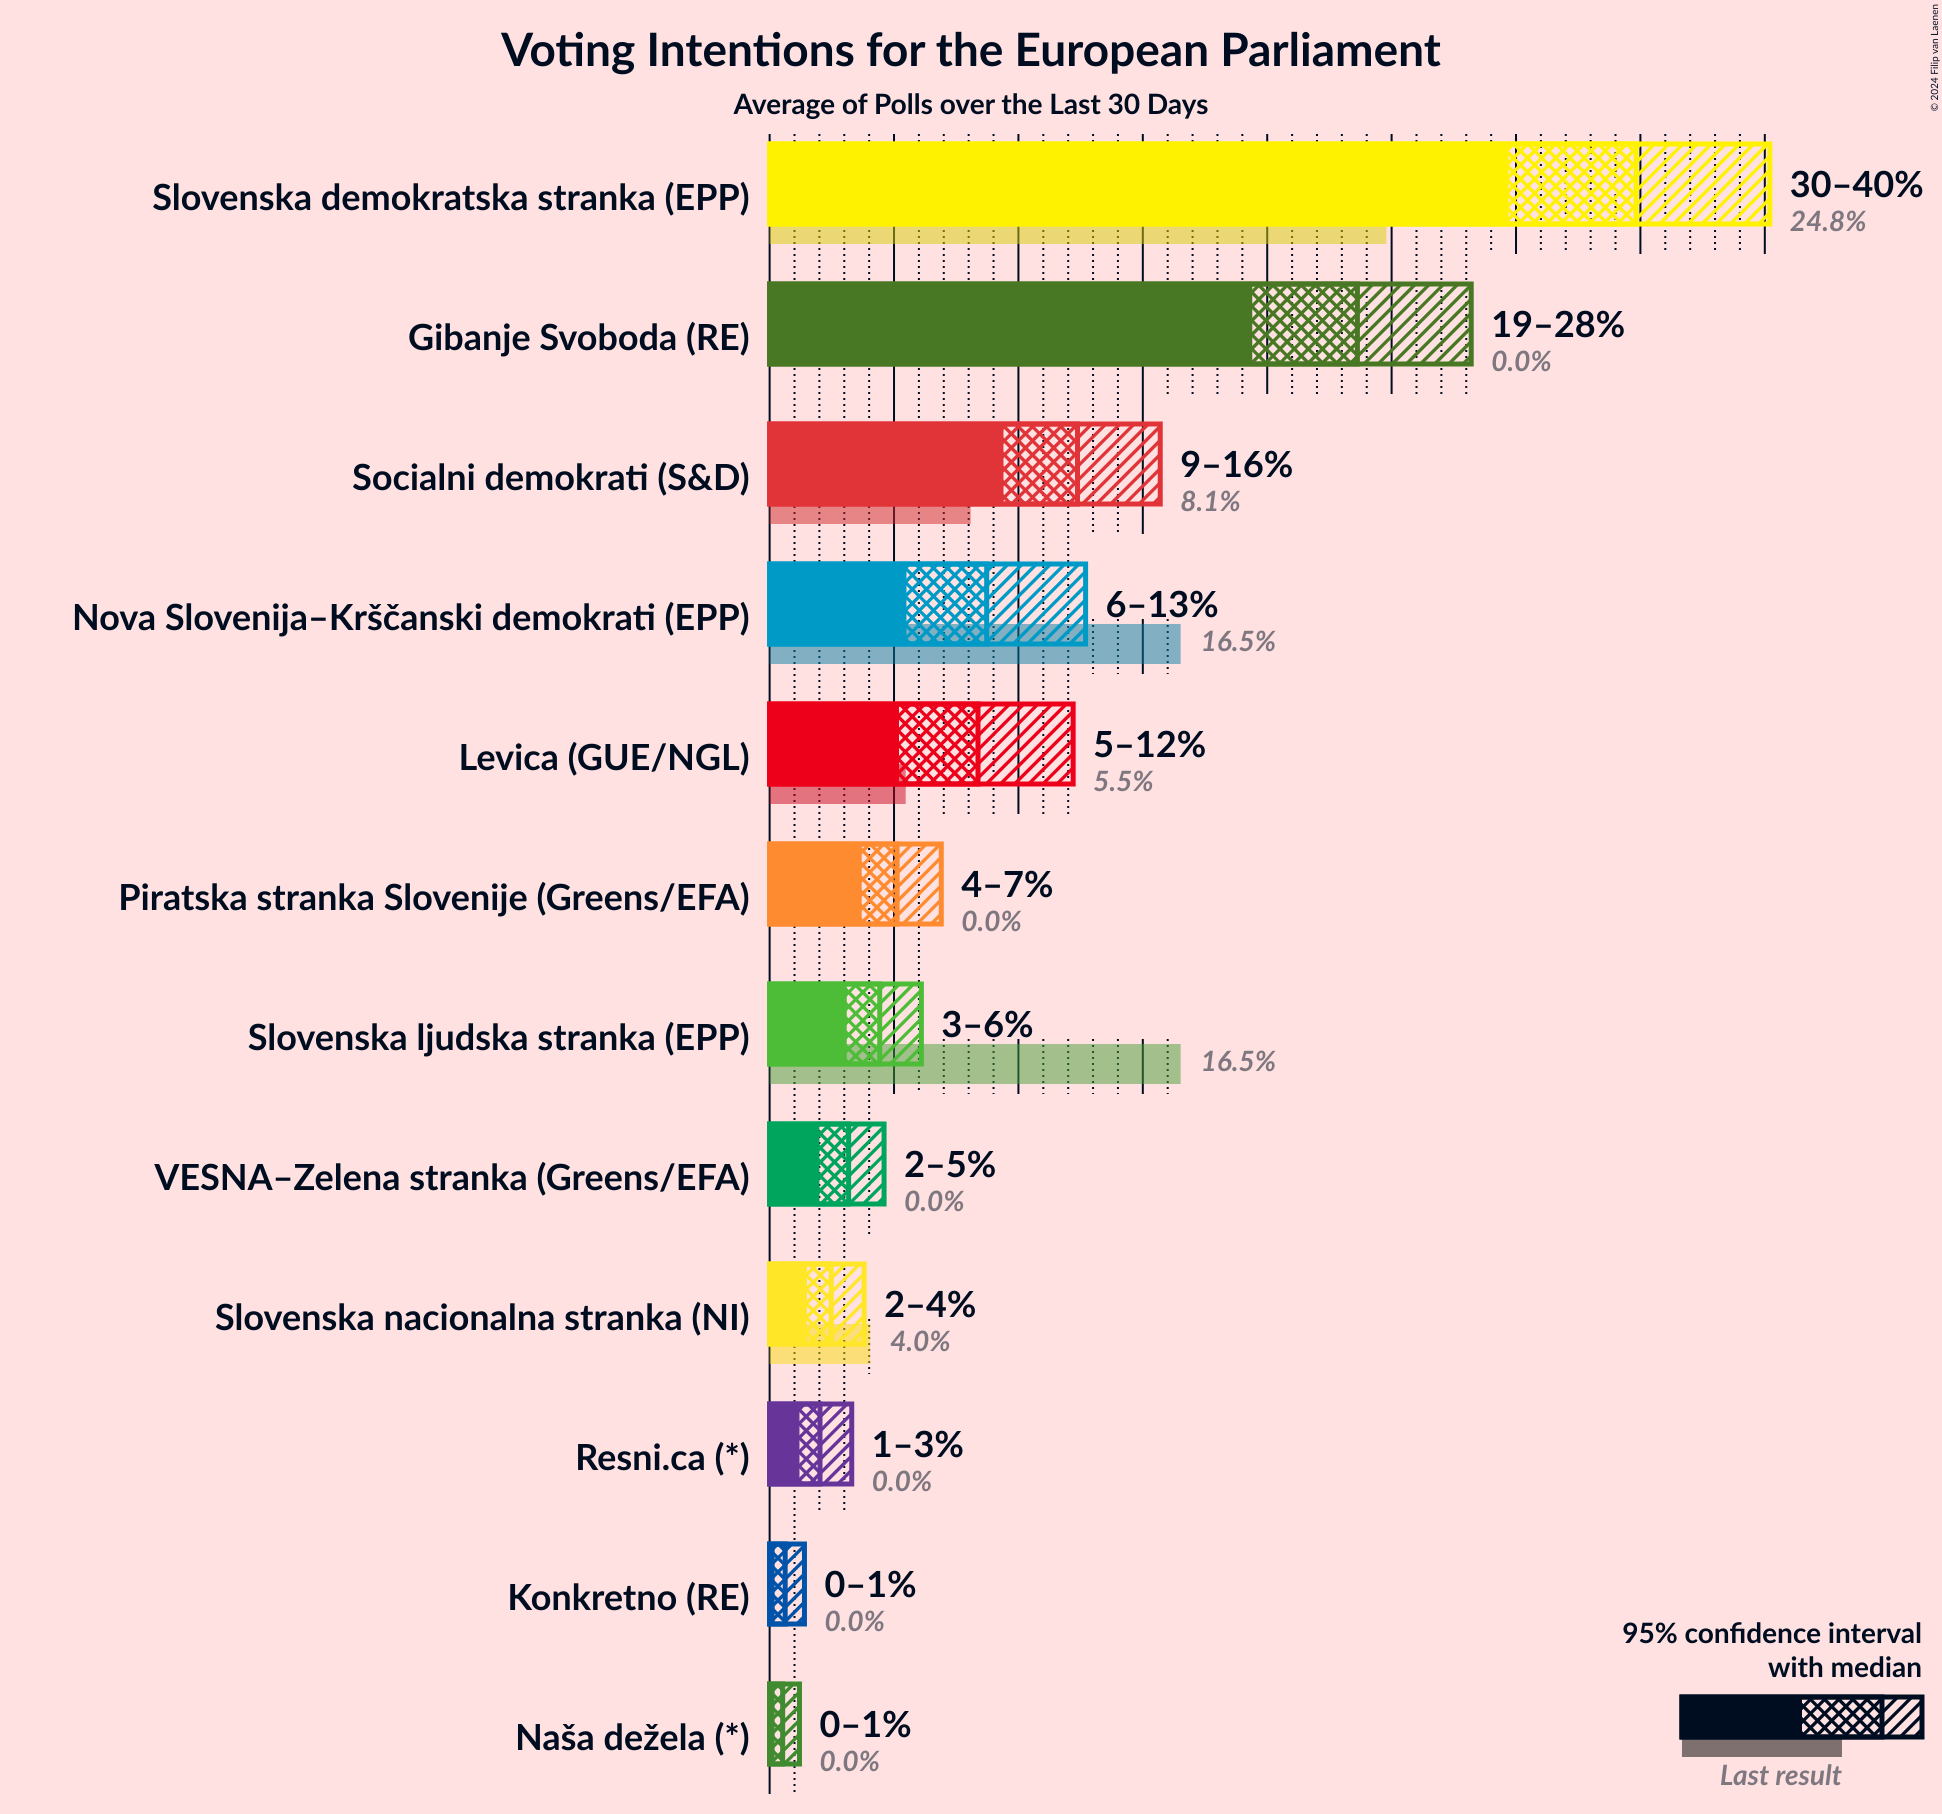 © 2024 Filip van Laenen
Voting Intentions for the European Parliament
Average of Polls over the Last 30 Days
Slovenska demokratska stranka (EPP)
30–40%
24.8%
Gibanje Svoboda (RE)
19–28%
0.0%
Socialni demokrati (S&D)
9–16%
8.1%
Nova Slovenija–Krščanski demokrati (EPP)
6–13%
16.5%
Levica (GUE/NGL)
5–12%
5.5%
Piratska stranka Slovenije (Greens/EFA)
4–7%
0.0%
Slovenska ljudska stranka (EPP)
3–6%
16.5%
VESNA–Zelena stranka (Greens/EFA)
2–5%
0.0%
Slovenska nacionalna stranka (NI)
2–4%
4.0%
Resni.ca (*)
1–3%
0.0%
Konkretno (RE)
0–1%
0.0%
Naša dežela (*)
0–1%
0.0%
95% confidence interval
with median
Last result